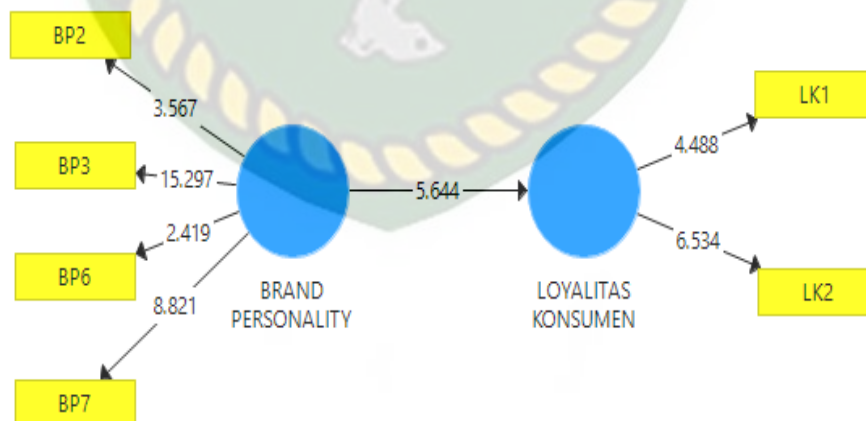 BP2
3.567
BP3
15.297
2.419
BP6
8.821
BP7
BRAND
PERSONALITY
5.644
LOYALITAS
KONSUMEN
4.488
LK1
6.534
LK2